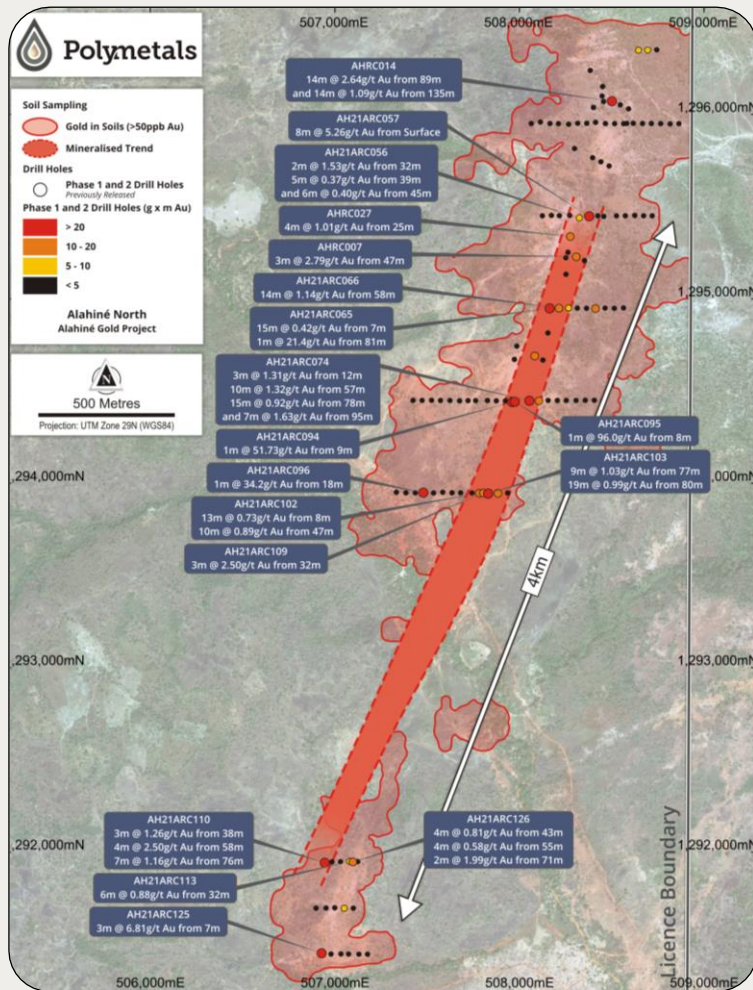 507,000mE
508,000mE
509,000mE
Polymetals
Soil Sampling
Gold in Soils (>50ppb Au)
Mineralised Trend
Drill Holes
Phase 1 and 2 Drill Holes
Previously Released
Phase 1 and 2 Drill Holes (g x m Au)
> 20
10 - 20
5 - 10
< 5
Alahiné North
Alahiné Gold Project
N
500 Metres
Projection: UTM Zone 29N (WGS84)
AHRC014
14m @ 2.64g/t Au from 89m
and 14m @ 1.09g/t Au from 135m
1,296,000mN
AH21ARC057
8m @ 5.26g/t Au from Surface
AH21ARC056
2m @ 1.53g/t Au from 32m
5m @ 0.37g/t Au from 39m
and 6m @ 0.40g/t Au from 45m
AHRC027
4m @ 1.01g/t Au from 25m
AHRC007
3m @ 2.79g/t Au from 47m
1,295,000mN
AH21ARC066
14m @ 1.14g/t Au from 58m
AH21ARC065
15m @ 0.42g/t Au from 7m
1m @ 21.4g/t Au from 81m
AH21ARC074
3m @ 1.31g/t Au from 12m
10m @ 1.32g/t Au from 57m
15m @ 0.92g/t Au from 78m
and 7m @ 1.63g/t Au from 95m
AH21ARC095
1m @ 96.0g/t Au from 8m
AH21ARC094
1m @ 51.73g/t Au from 9m
AH21ARC103
9m @ 1.03g/t Au from 77m
19m @ 0.99g/t Au from 80m
,294,000mN
,000mN
AH21ARC096
1m @ 34.2g/t Au from 18m
AH21ARC102
13m @ 0.73g/t Au from 8m
10m @ 0.89g/t Au from 47m
AH21ARC109
3m @ 2.50g/t Au from 32m
4km
,293,000mN
1,293,000mN
AH21ARC110
3m @ 1.26g/t Au from 38m
4m @ 2.50g/t Au from 58m
7m @ 1.16g/t Au from 76m
AH21ARC126
4m @ 0.81g/t Au from 43m
4m @ 0.58g/t Au from 55m
2m @ 1.99g/t Au from 71m
,292,000mN
1,292,000mN
AH21ARC113
6m @ 0.88g/t Au from 32m
AH21ARC125
3m @ 6.81g/t Au from 7m
Licence Boundary
506,000mE
507,000mE
508,000mE
509,000mE